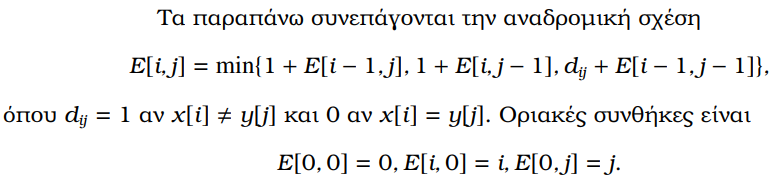 Τα παραπάνω συνεπάγονται την αναδρομική σχέση
E[i, j] = min{1 + E[i − 1, j], 1 + E[i, j − 1], d_{ij} + E[i − 1, j − 1]},
όπου d_{ij} = 1 αν x[i] ≠ y[j] και 0 αν x[i] = y[j]. Οριακές συνθήκες είναι
E[0, 0] = 0, E[i, 0] = i, E[0, j] = j.